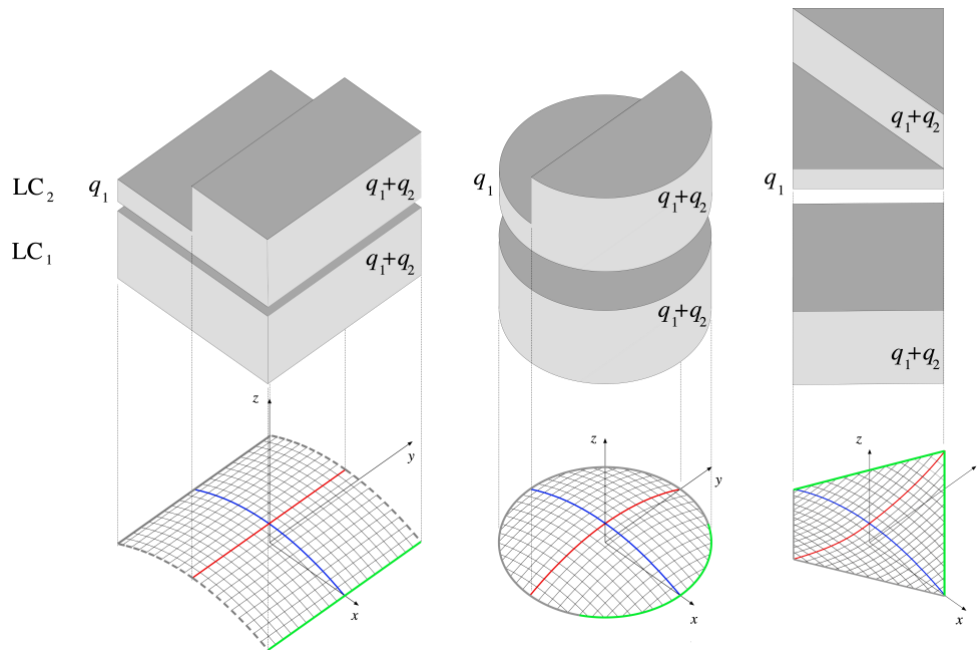 LC₂ q₁ q₁+q₂ q₁ q₁+q₂ q₁+q₂
q₁
LC₁ q₁+q₂ q₁+q₂ q₁+q₂
z z z
y y
x x x